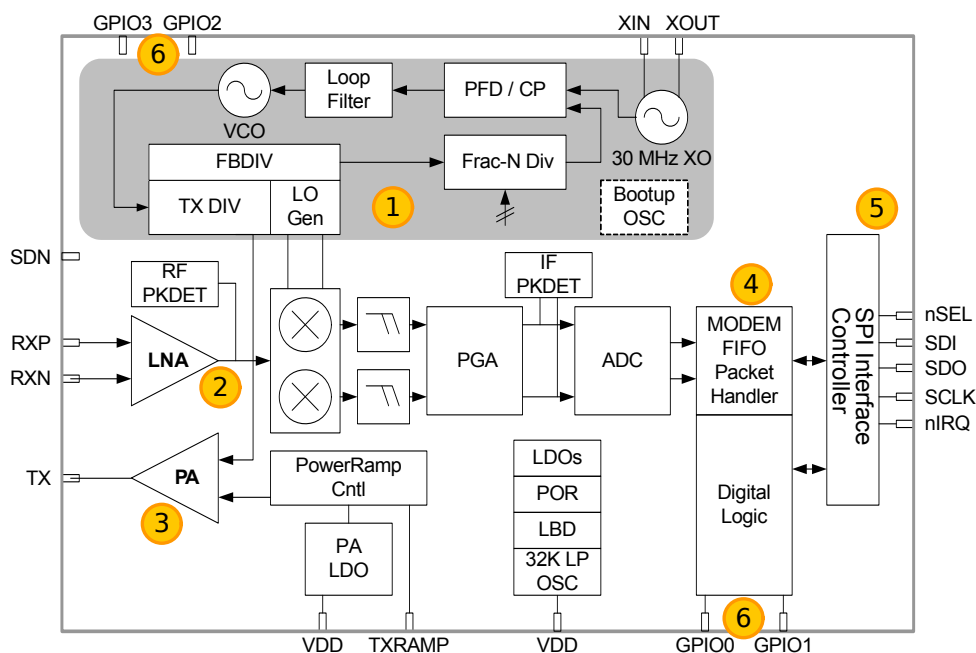 GPIO3
GPIO2
XIN
XOUT
6
Loop
Filter
PFD / CP
VCO
30 MHz XO
FBDIV
Frac-N Div
TX DIV
LO
Gen
1
Bootup
OSC
5
SDN
RF
PKDET
IF
PKDET
4
RXP
RXN
LNA
2
PGA
ADC
MODEM
FIFO
Packet
Handler
SPI Interface
Controller
nSEL
SDI
SDO
SCLK
nIRQ
TX
PA
3
PowerRamp
Cntl
PA
LDO
LDOs
POR
LBD
32K LP
OSC
Digital
Logic
6
VDD
TXRAMP
VDD
GPIO0
GPIO1